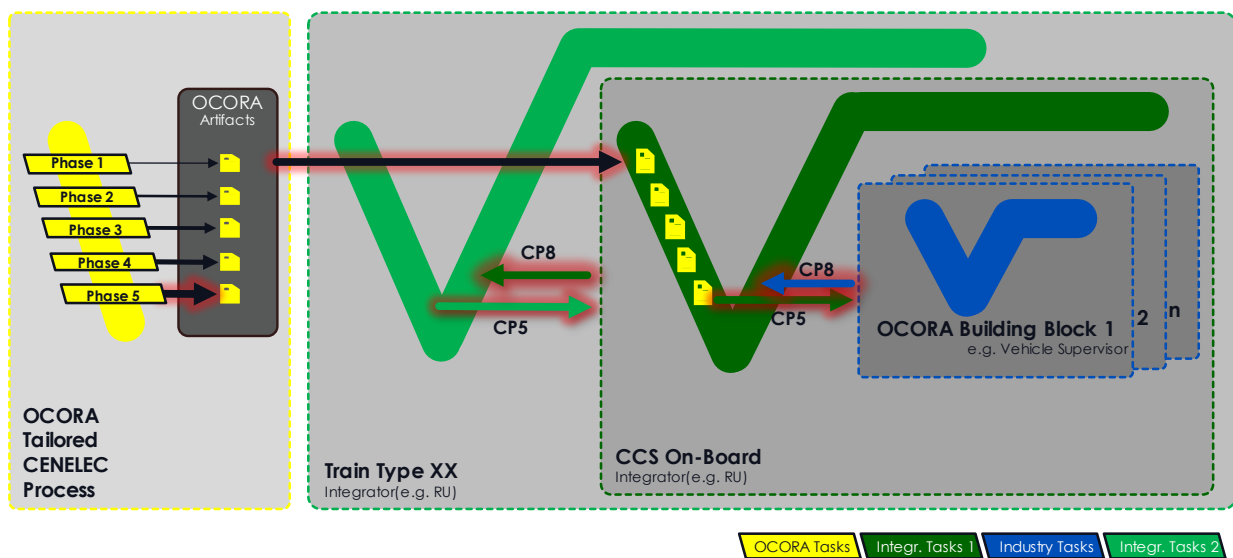 OCORA
Artifacts
Phase 1
Phase 2
Phase 3
Phase 4
Phase 5
OCORA
Tailored
CENELEC
Process
CP8
CP5
Train Type XX
Integrator(e.g. RU)
CP8
CP5
CCS On-Board
Integrator(e.g. RU)
OCORA Building Block 1
e.g. Vehicle Supervisor
2
n
OCORA Tasks
Integr. Tasks 1
Industry Tasks
Integr. Tasks 2